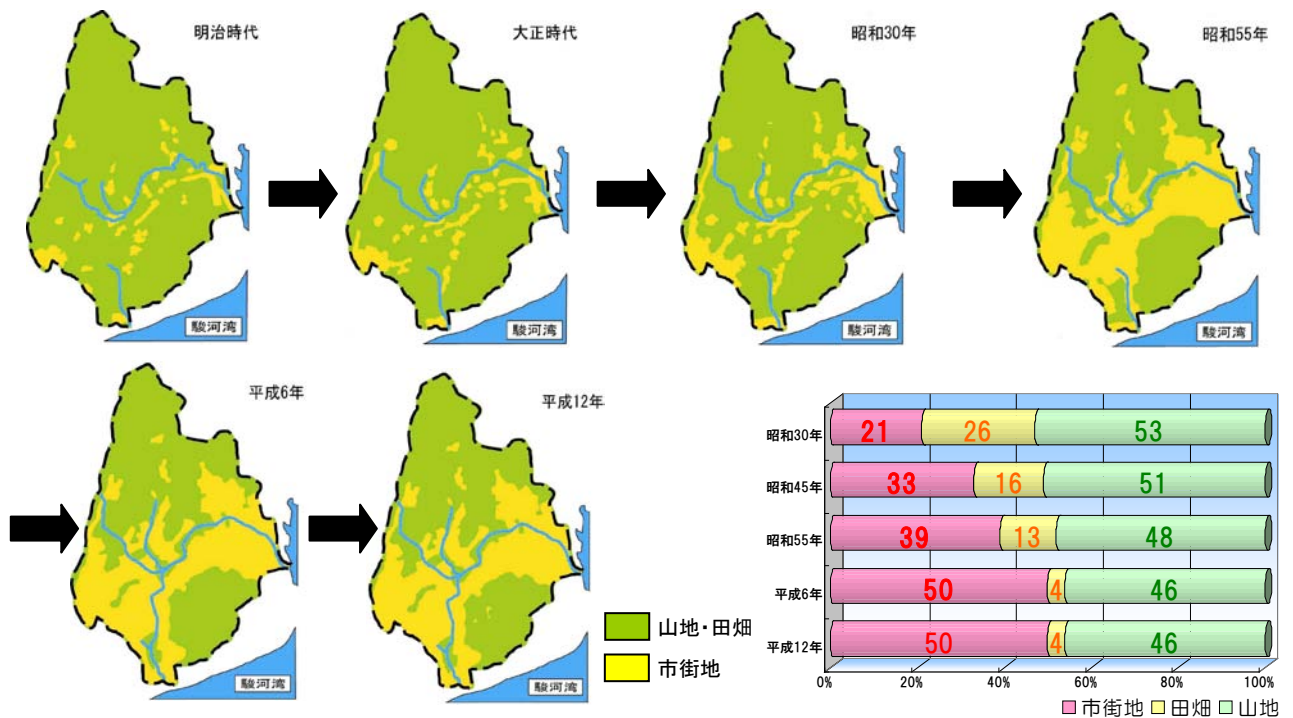 明治時代
大正時代
昭和30年
昭和55年
駿河湾
駿河湾
駿河湾
駿河湾
平成6年
平成12年
駿河湾
駿河湾
山地・田畑
市街地
昭和30年 21 26 53
昭和45年 33 16 51
昭和55年 39 13 48
平成6年 50 4 46
平成12年 50 4 46
0% 20% 40% 60% 80% 100%
市街地 田畑 山地